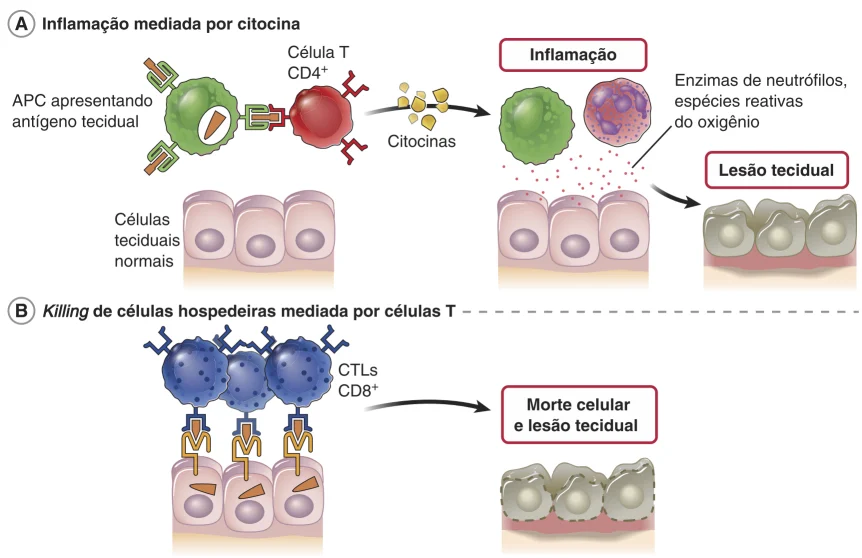 A Inflamação mediada por citocina
Célula T
CD4+
APC apresentando
antígeno tecidual
Citocinas
Inflamação
Enzimas de neutrófilos,
espécies reativas
do oxigênio
Lesão tecidual
Células
teciduais
normais
B Killing de células hospedeiras mediada por células T
CTLs
CD8+
Morte celular
e lesão tecidual